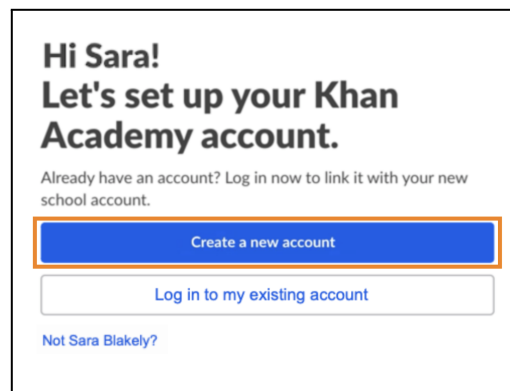 Hi Sara!
Let's set up your Khan
Academy account.
Already have an account? Log in now to link it with your new
school account.
Create a new account
Log in to my existing account
Not Sara Blakely?